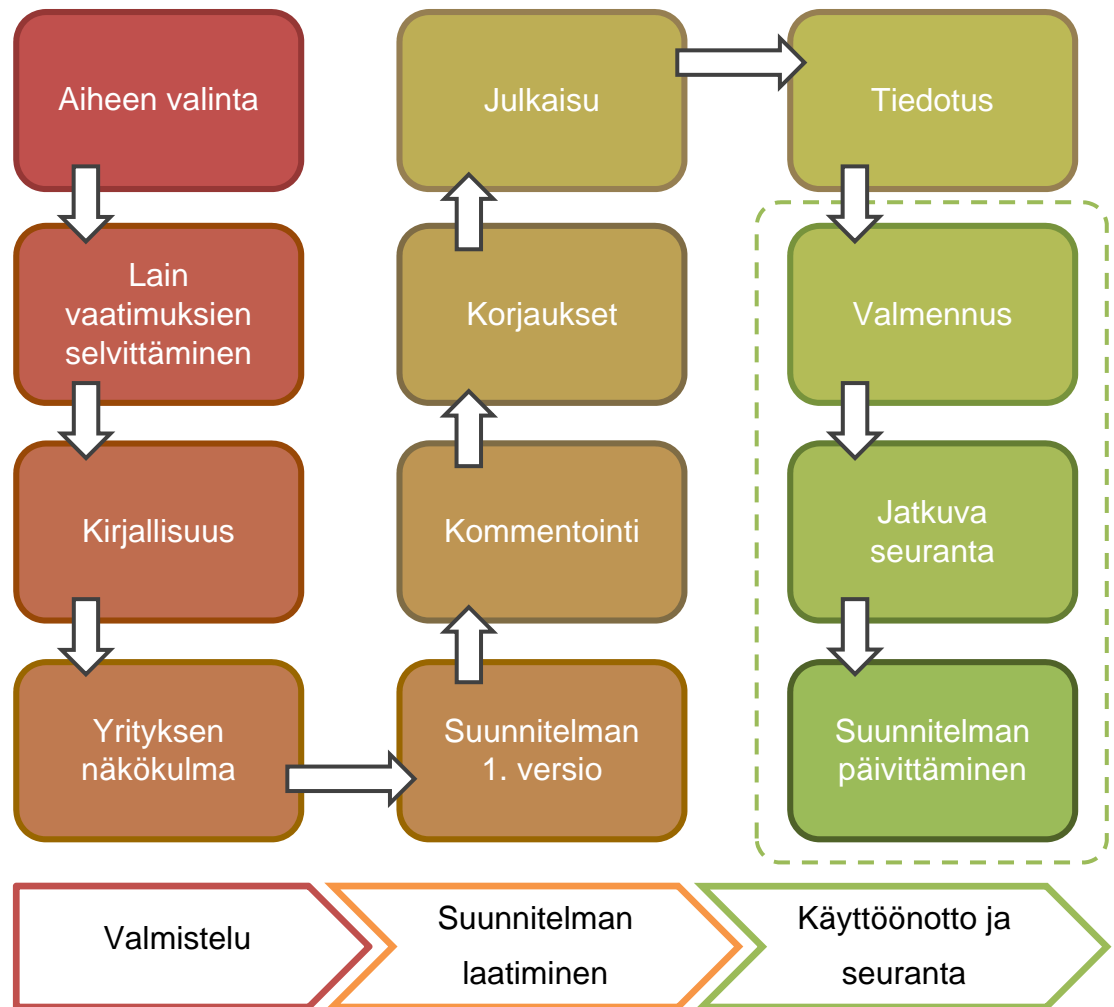 Aiheen valinta
Lain
vaatimuksien
selvittäminen
Kirjallisuus
Yrityksen
näkökulma
Suunnitelman
1. versio
Kommentointi
Korjaukset
Julkaisu
Tiedotus
Valmennus
Jatkuva
seuranta
Suunnitelman
päivittäminen
Valmistelu
Suunnitelman
laatiminen
Käyttöönotto ja
seuranta